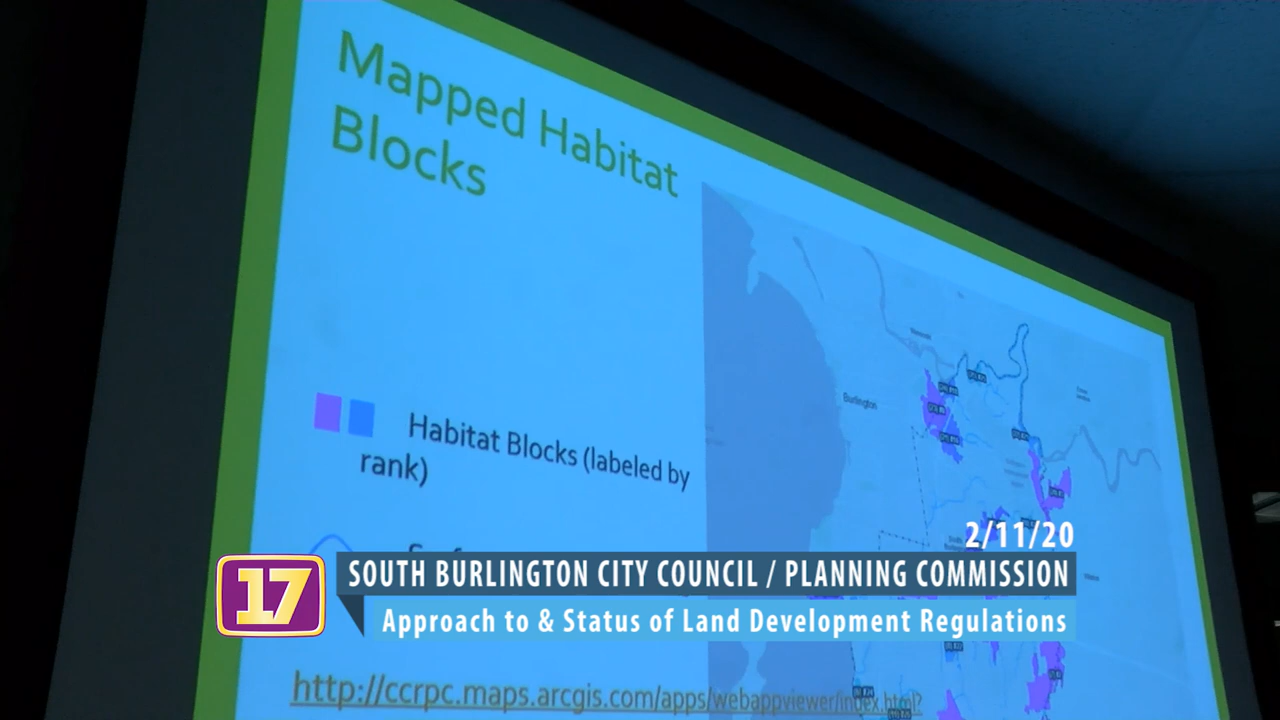 Mapped Habitat
Blocks
Burlington
Habitat Blocks (labeled by
rank)
2/11/20
17
SOUTH BURLINGTON CITY COUNCIL / PLANNING COMMISSION
Approach to & Status of Land Development Regulations
http://ccrpc.maps.arcgis.com/apps/webappviewer/index.html?